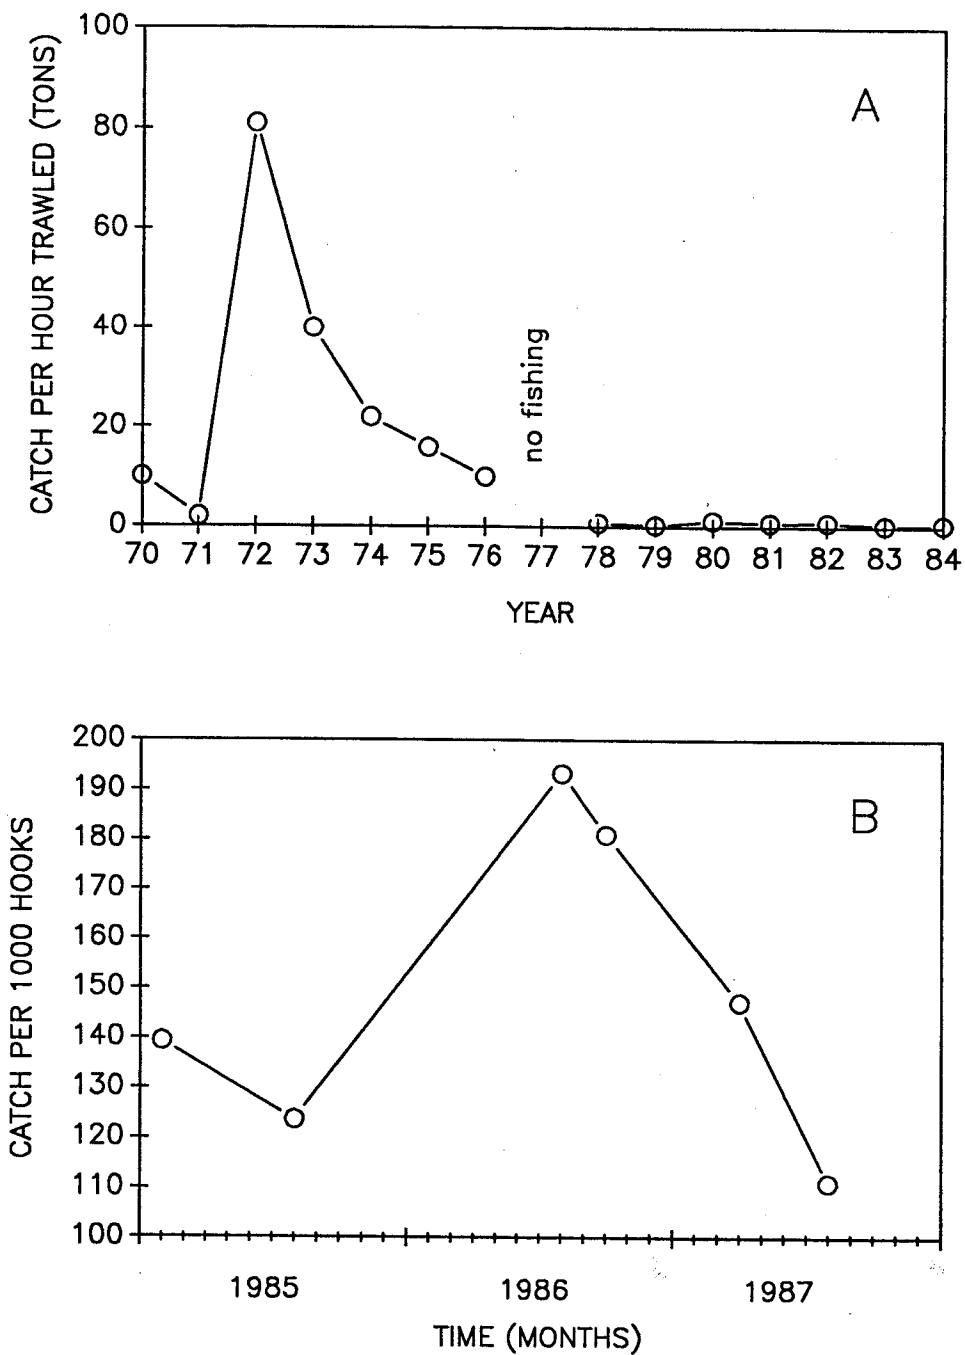 100
80
60
40
20
0
CATCH PER HOUR TRAWLED (TONS)
A
no fishing
70 71 72 73 74 75 76 77 78 79 80 81 82 83 84
YEAR
200
190
180
170
160
150
140
130
120
110
100
CATCH PER 1000 HOOKS
B
1985 1986 1987
TIME (MONTHS)